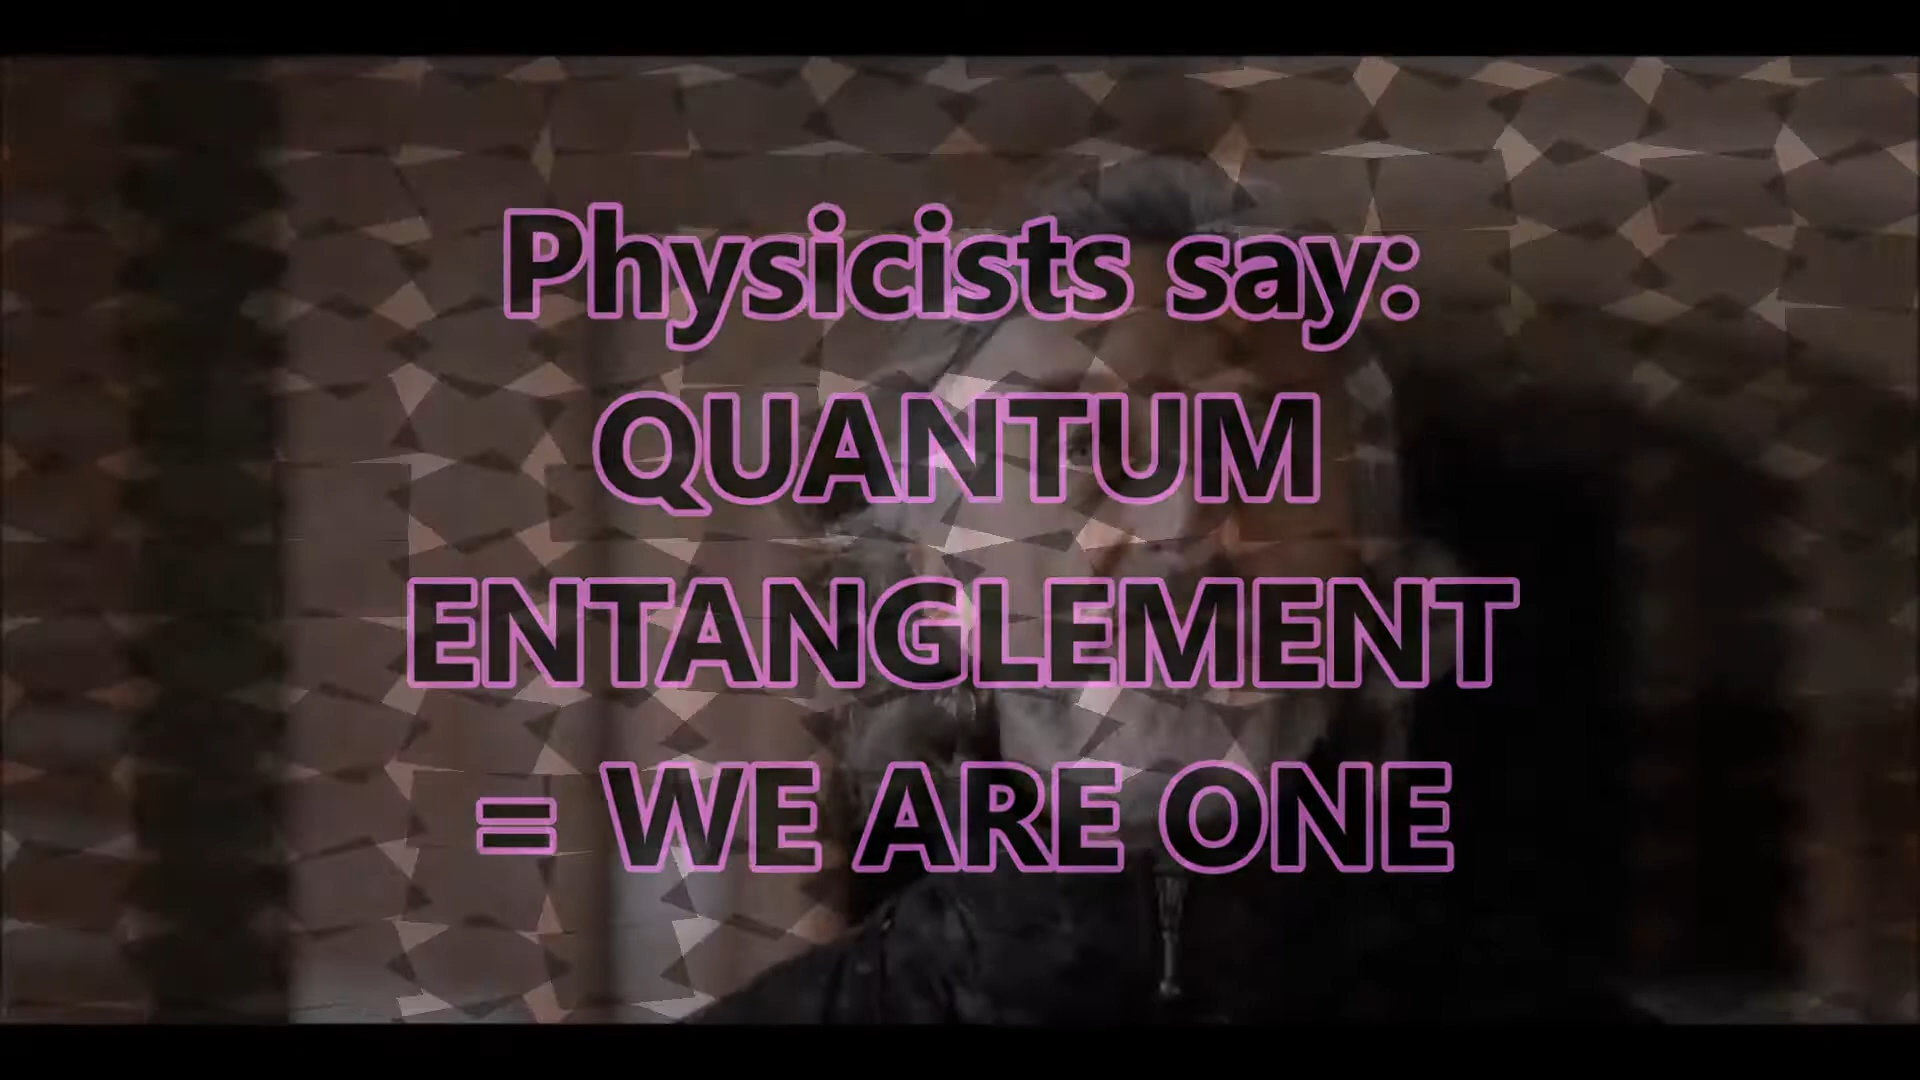 Physicists say:
QUANTUM
ENTANGLEMENT
= WE ARE ONE